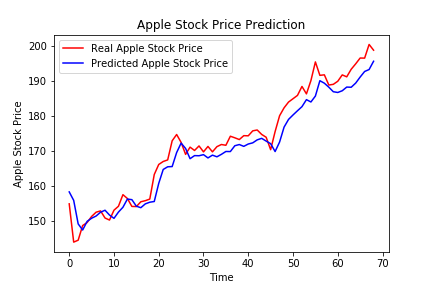 Apple Stock Price Prediction
Real Apple Stock Price
Predicted Apple Stock Price
Apple Stock Price
200
190
180
170
160
150
0 10 20 30 40 50 60 70
Time